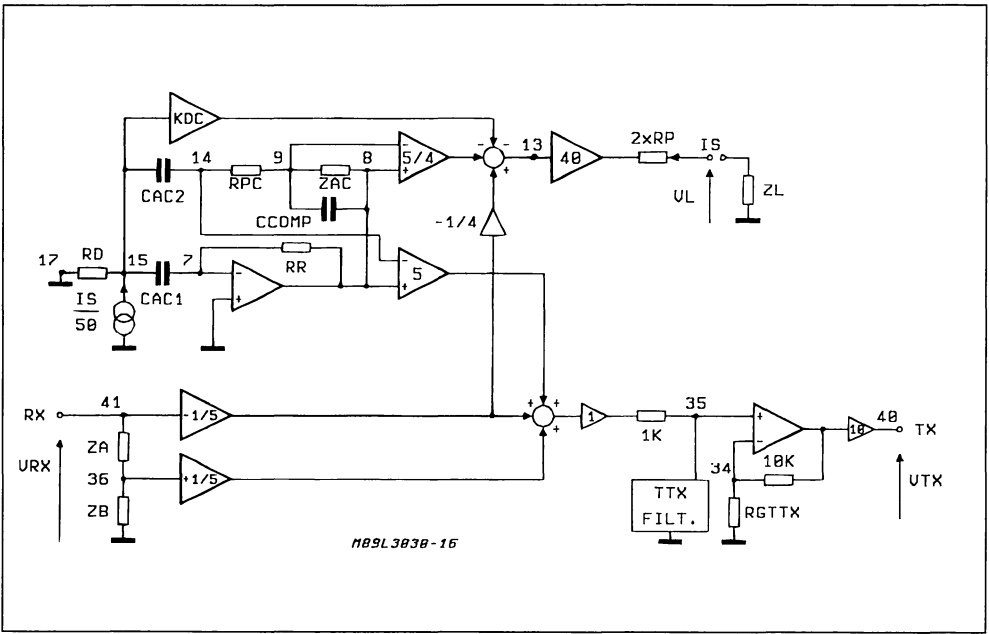 KDC
14
9
8
- 5/4 +
- - +
13
40
2xRP
IS
CAC2
RPC
ZAC
CCOMP
-1/4
VL
ZL
17
RD
15
7
RR
- 5 +
IS
50
CAC1
- +
RX
41
-1/5
+ + +
1
1K
35
+ -
10
40
TX
VRX
ZA
36
+1/5
ZB
TTX
FILT.
34
10K
RGTTX
VTX
M09L3030-16